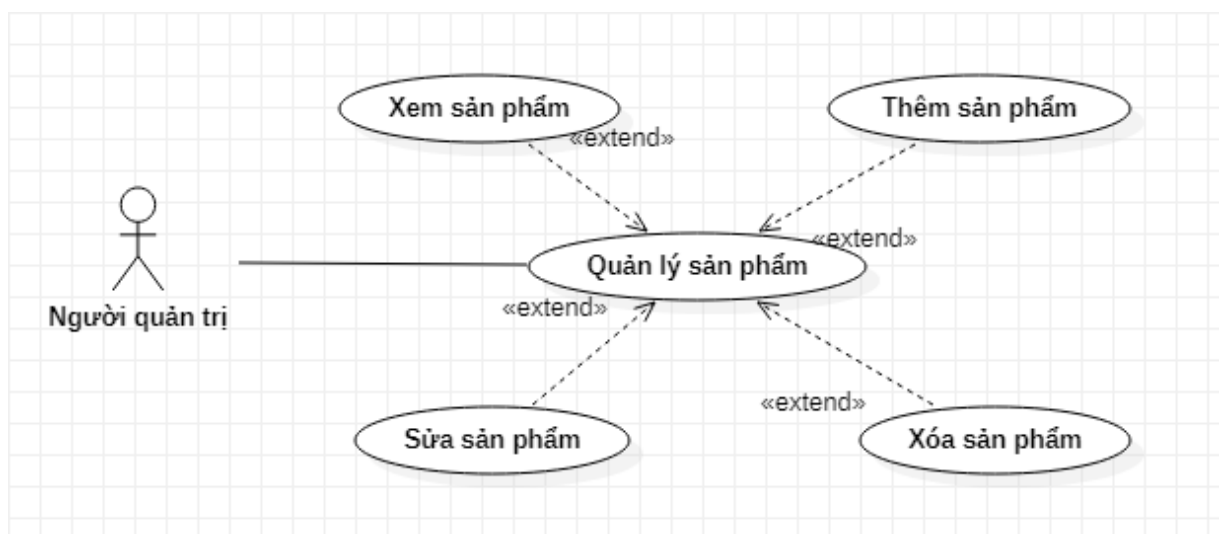 Xem sản phẩm
Thêm sản phẩm
«extend»
«extend»
Quản lý sản phẩm
«extend»
Người quản trị
«extend»
Sửa sản phẩm
Xóa sản phẩm